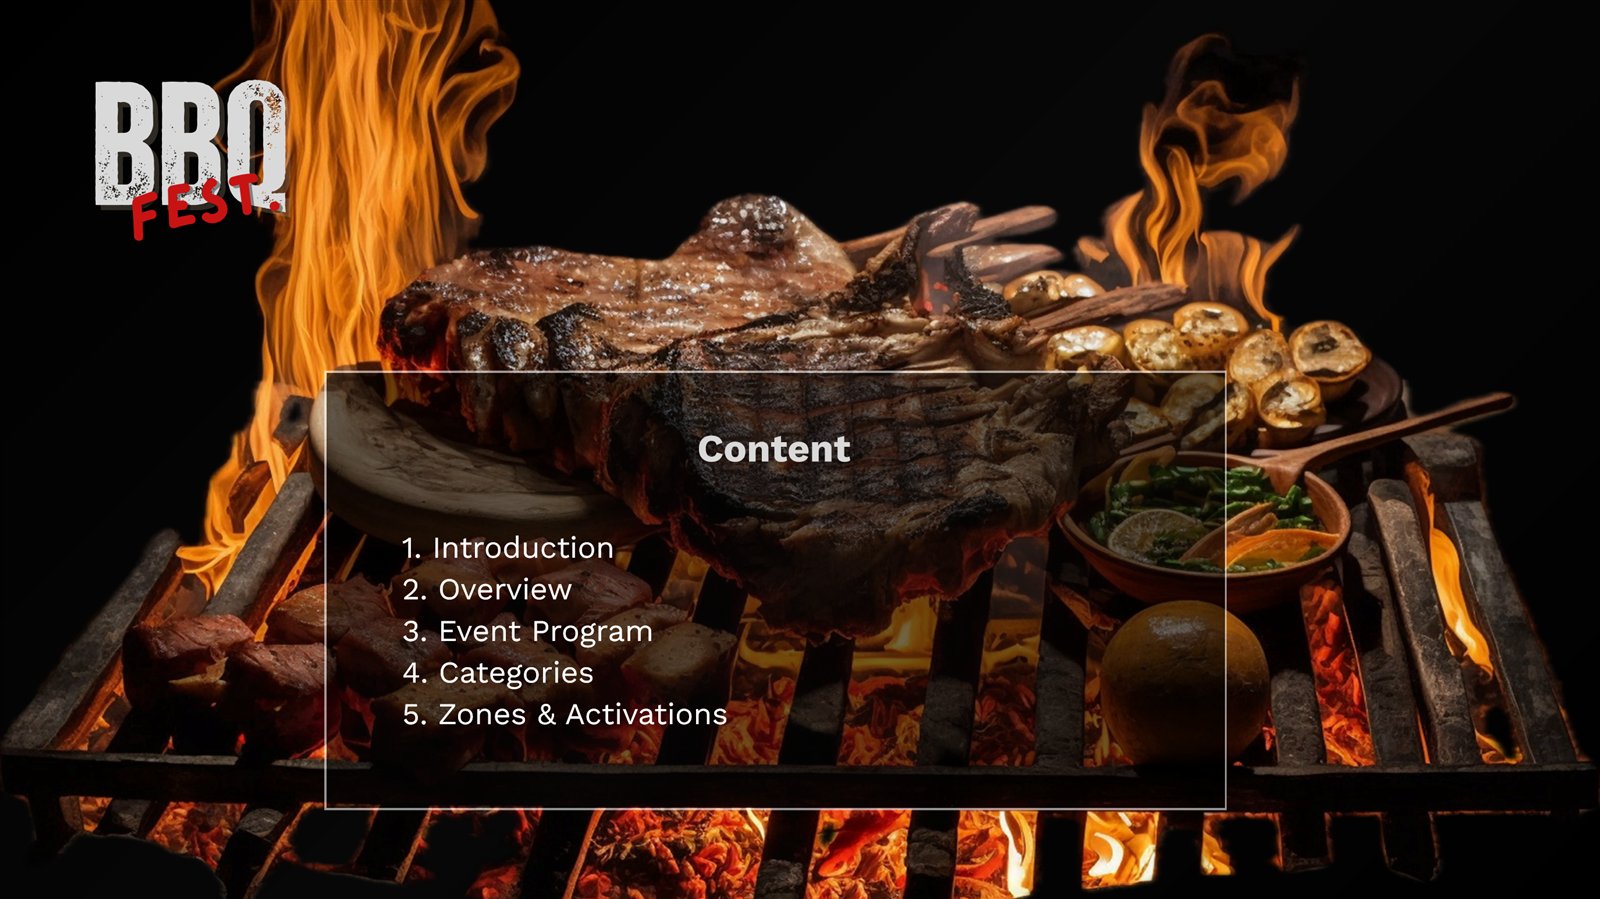 BBQ
FEST.
Content
1. Introduction
2. Overview
3. Event Program
4. Categories
5. Zones & Activations